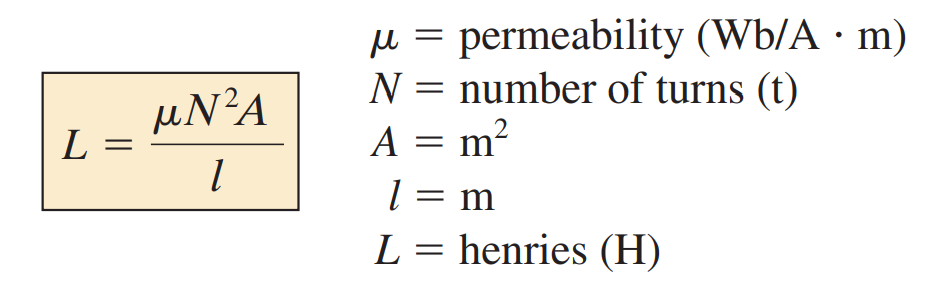 L = μN²A / l
μ = permeability (Wb/A · m)
N = number of turns (t)
A = m²
l = m
L = henries (H)